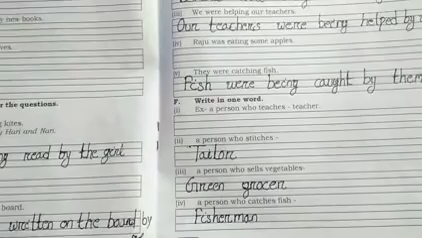 y new books.
ves.
r the questions.
g kites.
y Hari and Nari.
g read by the girl
board.
written on the board by
(iii) We were helping our teachers.
Our teachers were being helped by
(iv) Raju was eating some apples.
(v) They were catching fish.
Fish were being caught by them
F. Write in one word.
(i) Ex- a person who teaches - teacher.
(ii) a person who stitches -
Tailor
(iii) a person who sells vegetables-
Green grocer
(iv) a person who catches fish -
Fisherman